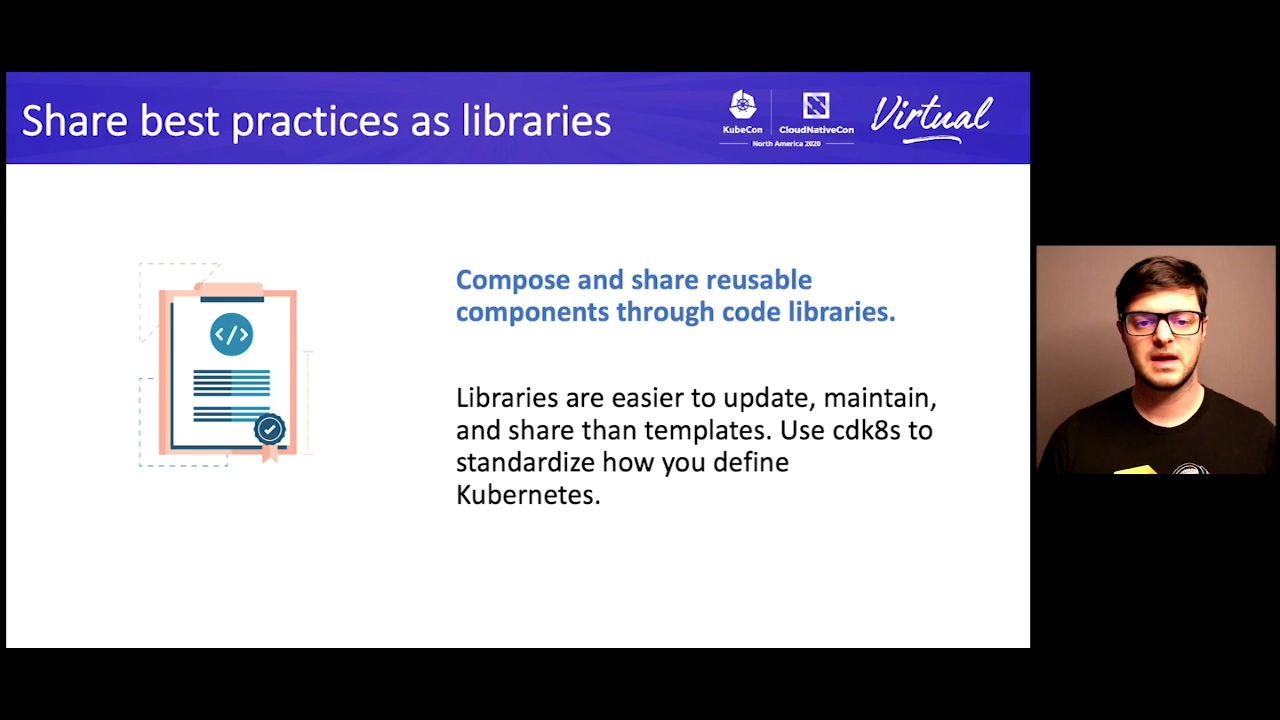 Share best practices as libraries
KubeCon
CloudNativeCon
North America 2020
Virtual
</>
Compose and share reusable
components through code libraries.
Libraries are easier to update, maintain,
and share than templates. Use cdk8s to
standardize how you define
Kubernetes.